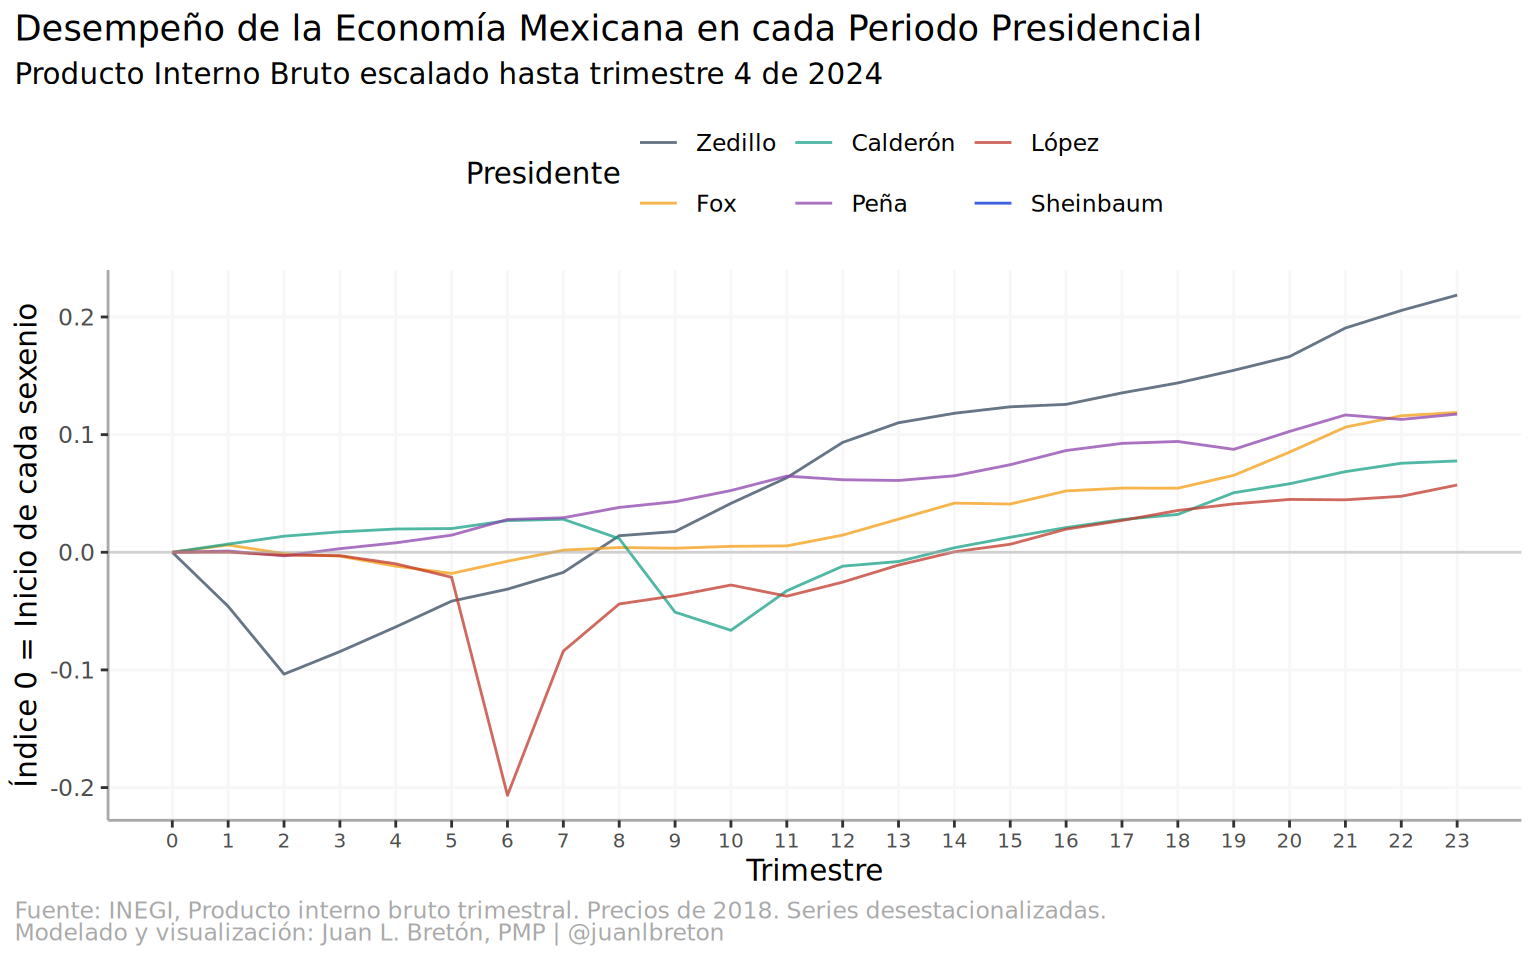 Desempeño de la Economía Mexicana en cada Periodo Presidencial
Producto Interno Bruto escalado hasta trimestre 4 de 2024
Presidente
Zedillo Calderón López
Fox Peña Sheinbaum
Índice 0 = Inicio de cada sexenio
0.2
0.1
0.0
-0.1
-0.2
0 1 2 3 4 5 6 7 8 9 10 11 12 13 14 15 16 17 18 19 20 21 22 23
Trimestre
Fuente: INEGI, Producto interno bruto trimestral. Precios de 2018. Series desestacionalizadas.
Modelado y visualización: Juan L. Bretón, PMP | @juanlbreton